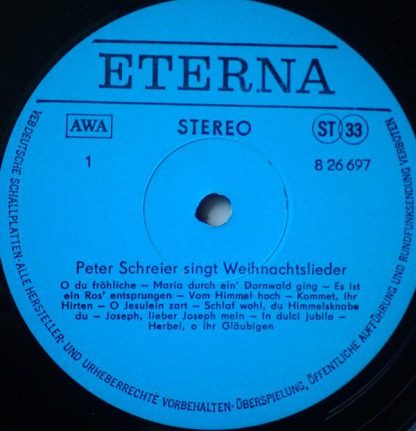 ETERNA
AWA
STEREO
ST 33
1
8 26 697
Peter Schreier singt Weihnachtslieder
O du fröhliche – Maria durch ein' Dornwald ging – Es ist
ein Ros' entsprungen – Vom Himmel hoch – Kommet, ihr
Hirten – O Jesulein zart – Schlaf wohl, du Himmelsknabe
du – Joseph, lieber Joseph mein – In dulci jubilo –
Herbei, o ihr Gläubigen
VEB DEUTSCHE SCHALLPLATTEN·ALLE HERSTELLER- UND URHEBERRECHTE VORBEHALTEN·ÜBERSPIELUNG, ÖFFENTLICHE AUFFÜHRUNG UND RUNDFUNKSENDUNG VERBOTEN